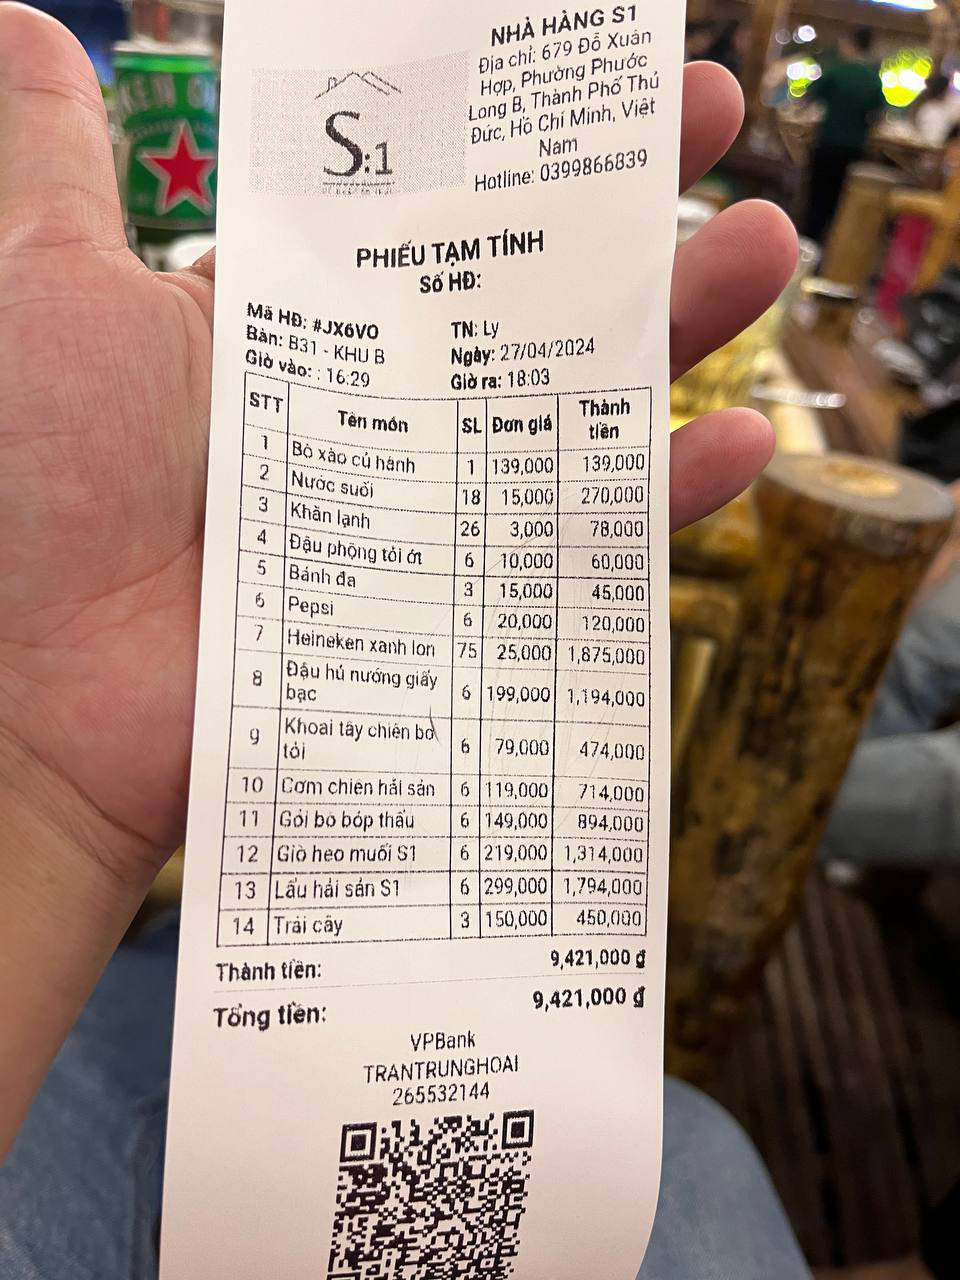 NHÀ HÀNG S1
Địa chỉ: 679 Đỗ Xuân
Hợp, Phường Phước
Long B, Thành Phố Thủ
Đức, Hồ Chí Minh, Việt
Nam
Hotline: 0399866839
S:1
PHIẾU TẠM TÍNH
Số HĐ:
Mã HĐ: #JX6VO
TN: Ly
Bàn: B31 - KHU B
Ngày: 27/04/2024
Giờ vào: : 16:29
Giờ ra: 18:03
STT Tên món SL Đơn giá Thành tiền
1 Bò xào củ hành 1 139,000 139,000
2 Nước suối 18 15,000 270,000
3 Khăn lạnh 26 3,000 78,000
4 Đậu phộng tỏi ớt 6 10,000 60,000
5 Bánh đa 3 15,000 45,000
6 Pepsi 6 20,000 120,000
7 Heineken xanh lon 75 25,000 1,875,000
8 Đậu hủ nướng giấy
bạc 6 199,000 1,194,000
9 Khoai tây chiên bơ
tỏi 6 79,000 474,000
10 Cơm chiên hải sản 6 119,000 714,000
11 Gỏi bò bóp thấu 6 149,000 894,000
12 Giò heo muối S1 6 219,000 1,314,000
13 Lẩu hải sản S1 6 299,000 1,794,000
14 Trái cây 3 150,000 450,000
Thành tiền: 9,421,000 đ
Tổng tiền: 9,421,000 đ
VPBank
TRANTRUNGHOAI
265532144